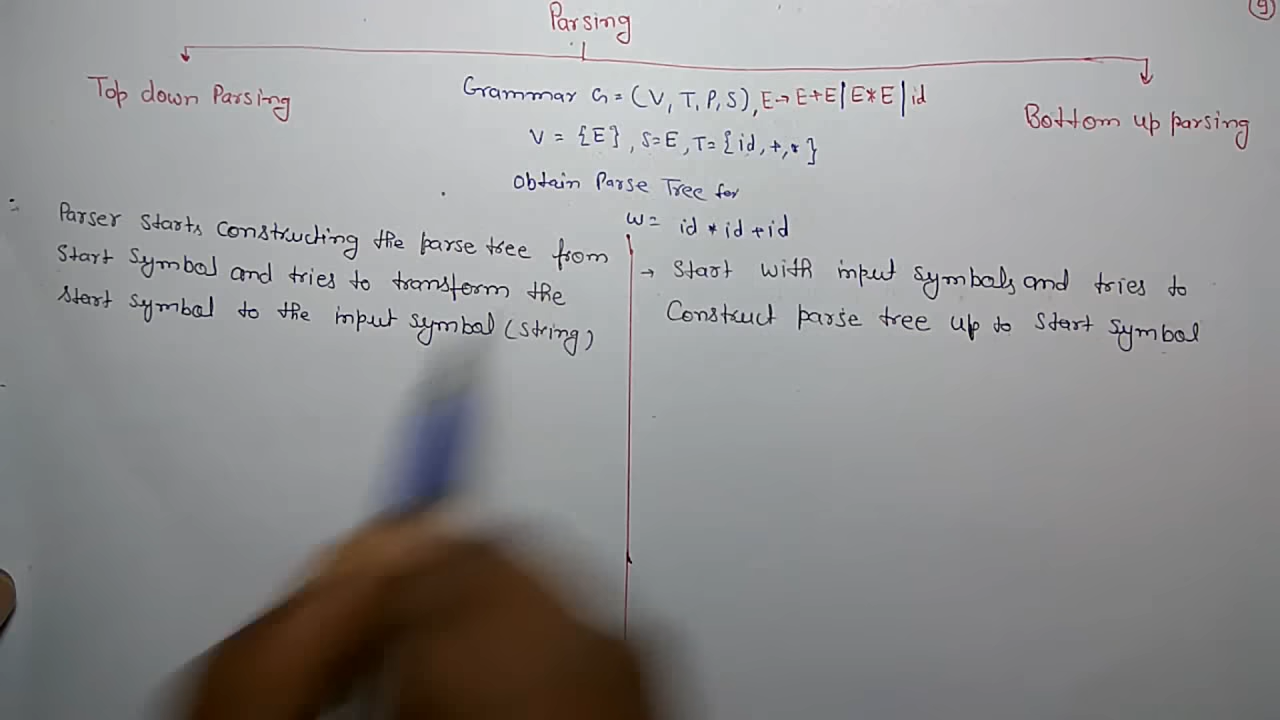 9
Parsing
Top down Parsing
Grammar G = (V, T, P, S), E → E+E | E*E | id
Bottom up parsing
V = {E}, S=E, T={id, +, *}
Obtain Parse Tree for
w= id * id + id
Parser starts constructing the parse tree from
start symbol and tries to transform the
start symbol to the input symbol (string)
→ Start with input symbols and tries to
Construct parse tree up to start symbol